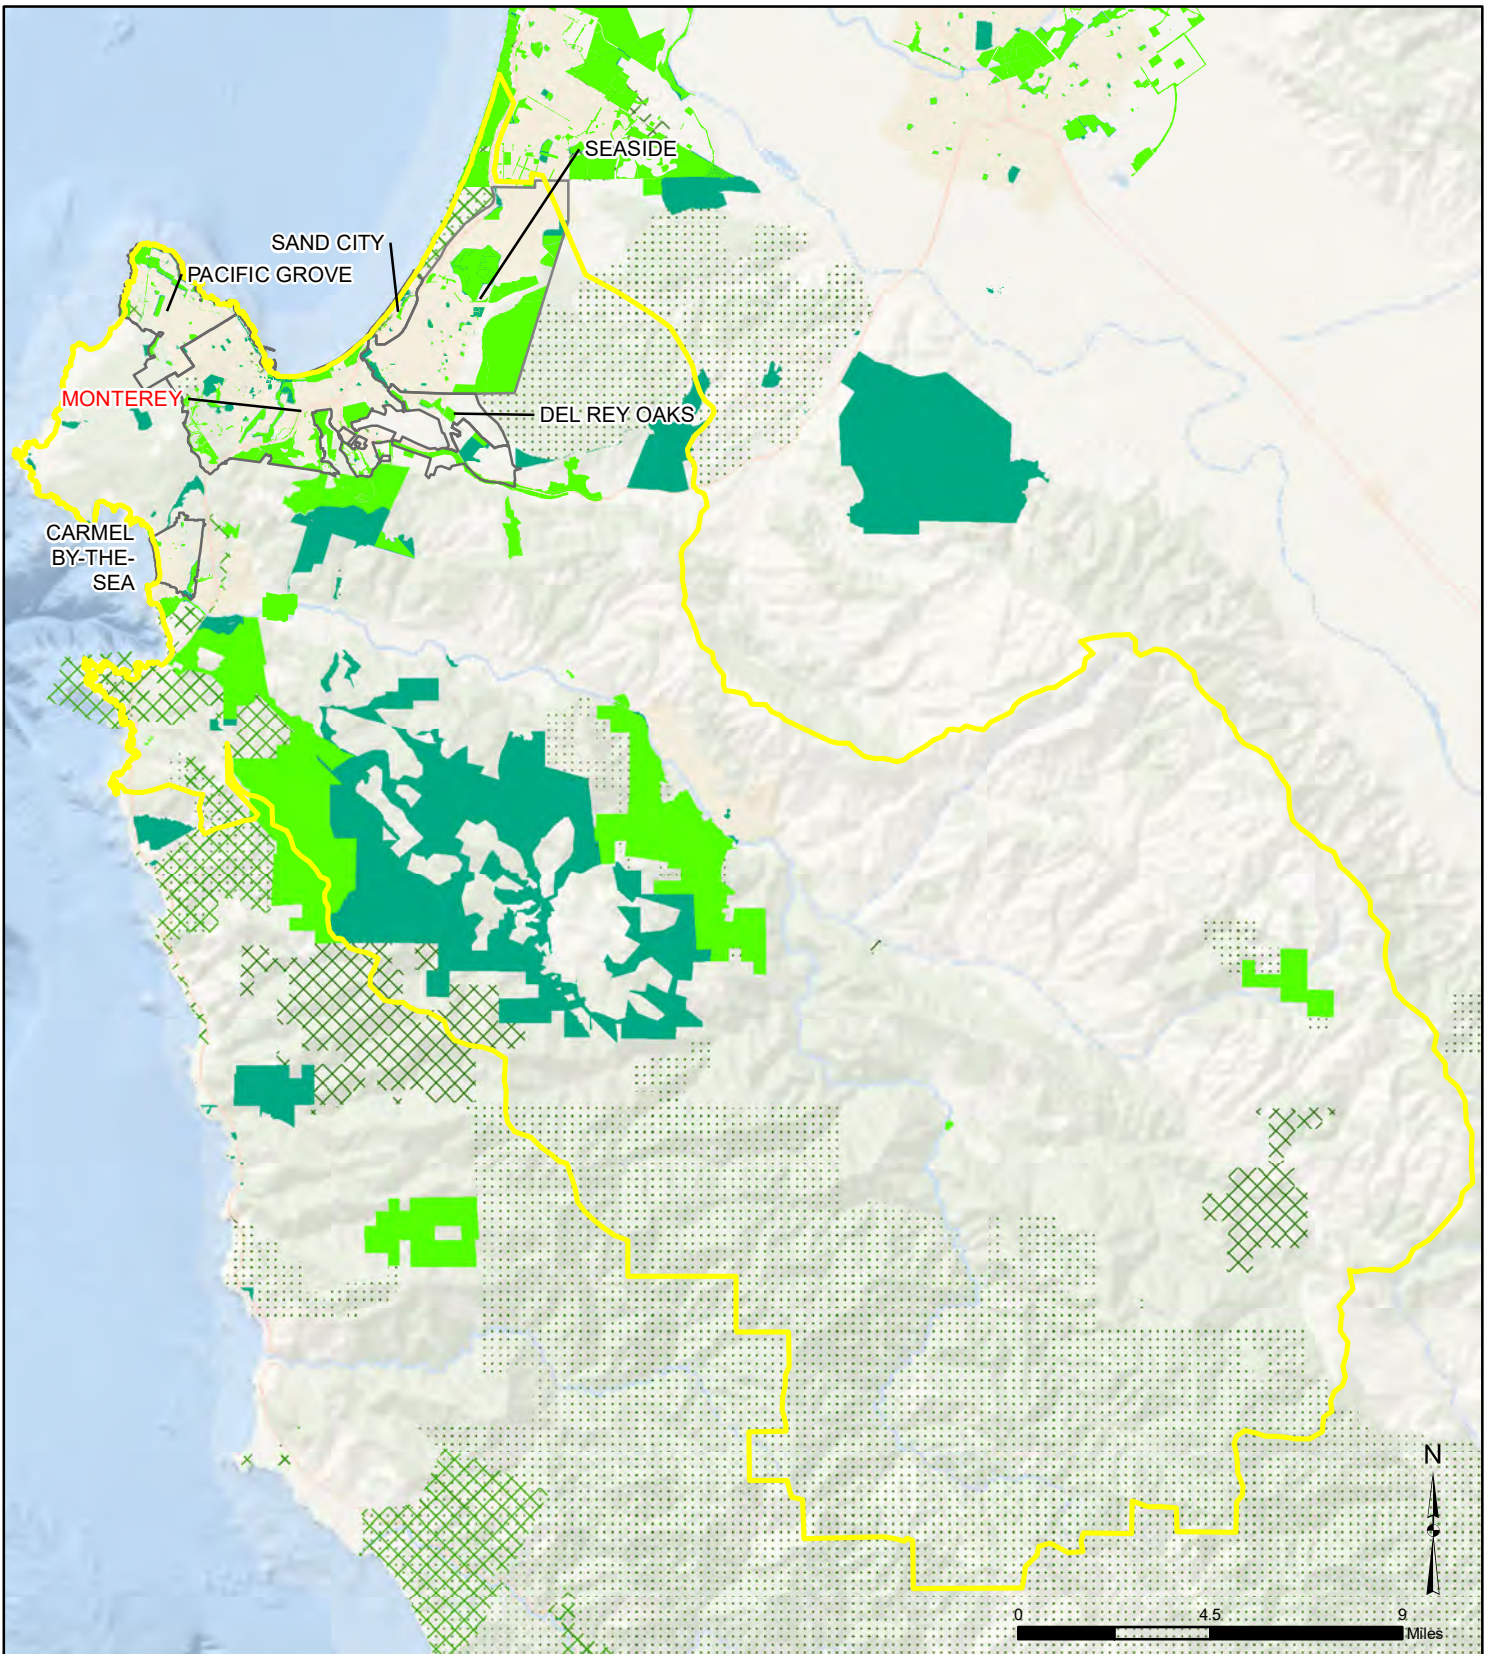 SEASIDE
SAND CITY
PACIFIC GROVE
MONTEREY
DEL REY OAKS
CARMEL
BY-THE-
SEA
N
0 4.5 9
Miles